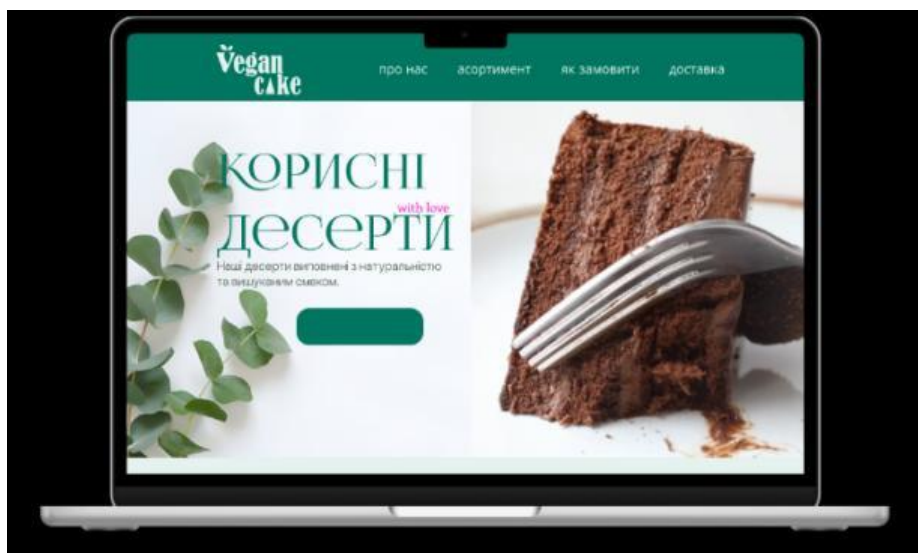 Vegan
cake
про нас асортимент як замовити доставка
КОРИСНІ
with love
ДЕСЕРТИ
Наші десерти виповнені з натуральністю
та вишуканим смаком.